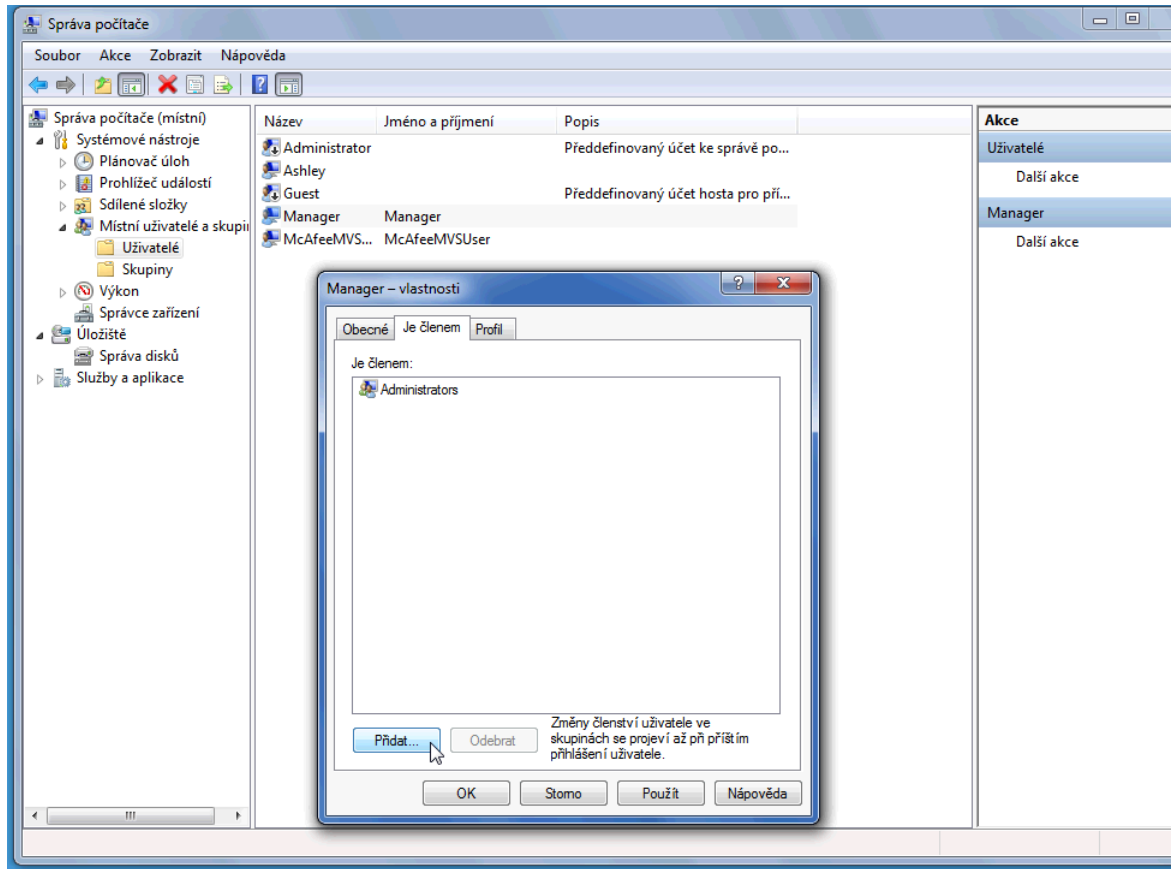 Správa počítače
Soubor Akce Zobrazit Nápověda
Správa počítače (místní)
Systémové nástroje
Plánovač úloh
Prohlížeč událostí
Sdílené složky
Místní uživatelé a skupin
Uživatelé
Skupiny
Výkon
Správce zařízení
Úložiště
Správa disků
Služby a aplikace
Název Jméno a příjmení Popis
Administrator Předdefinovaný účet ke správě po...
Ashley
Guest Předdefinovaný účet hosta pro pří...
Manager Manager
McAfeeMVS... McAfeeMVSUser
Akce
Uživatelé
Další akce
Manager
Další akce
Manager – vlastnosti
Obecné Je členem Profil
Je členem:
Administrators
Přidat... Odebrat
Změny členství uživatele ve
skupinách se projeví až při příštím
přihlášení uživatele.
OK Storno Použít Nápověda